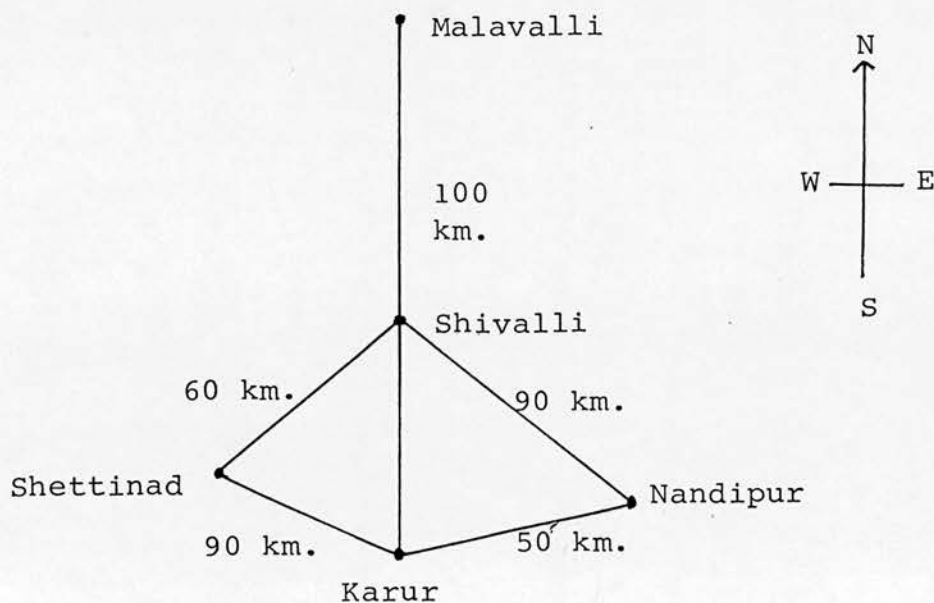 Malavalli
N
W
E
100
km.
S
Shivalli
60 km.
90 km.
Shettinad
Nandipur
90 km.
50 km.
Karur